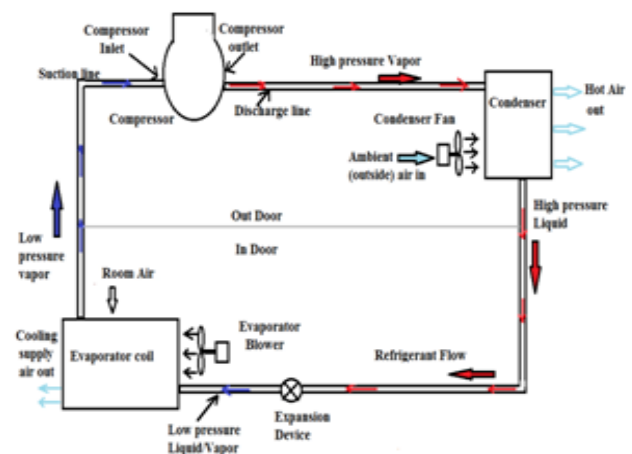 Compressor
Inlet
Compressor
outlet
High pressure Vapor
Suction line
Discharge line
Compressor
Condenser
Hot Air
out
Condenser Fan
Ambient
(outside) air in
High pressure
Liquid
Out Door
In Door
Low
pressure
vapor
Room Air
Cooling
supply
air out
Evaporator coil
Evaporator
Blower
Refrigerant Flow
Low pressure
Liquid/Vapor
Expansion
Device